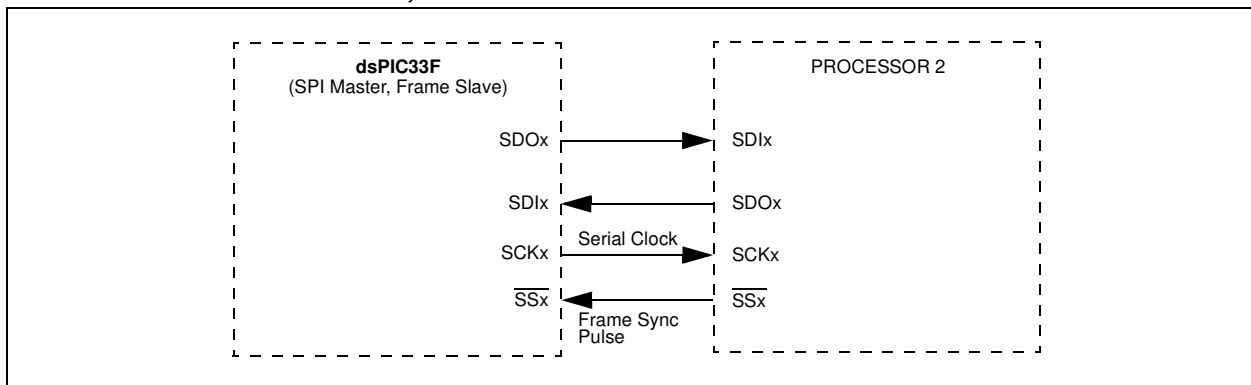 dsPIC33F
(SPI Master, Frame Slave)
PROCESSOR 2
SDOx
SDIx
SDIx
SDOx
Serial Clock
SCKx
SCKx
SSx
SSx
Frame Sync
Pulse